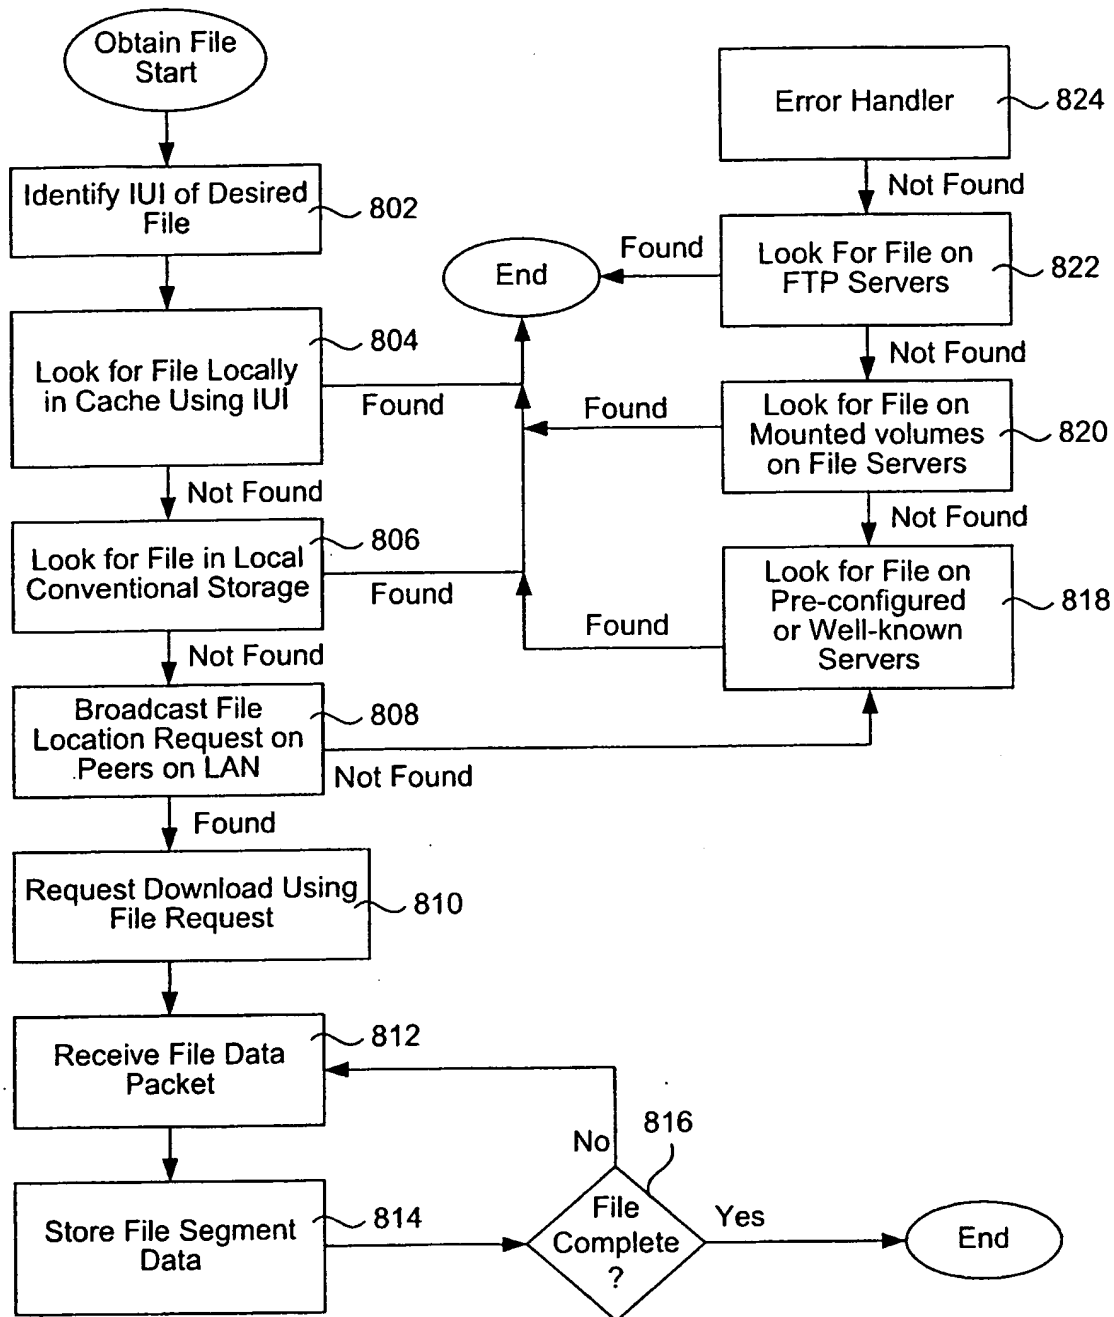 Obtain File
Start
Identify IUI of Desired
File
802
Look for File Locally
in Cache Using IUI
804
Found
Not Found
Look for File in Local
Conventional Storage
806
Found
Not Found
Broadcast File
Location Request on
Peers on LAN
808
Not Found
Found
Request Download Using
File Request
810
Receive File Data
Packet
812
Store File Segment
Data
814
File
Complete
?
816
No
Yes
End
Error Handler
824
Not Found
Look For File on
FTP Servers
822
Found
End
Not Found
Look for File on
Mounted volumes
on File Servers
820
Found
Not Found
Look for File on
Pre-configured
or Well-known
Servers
818
Found